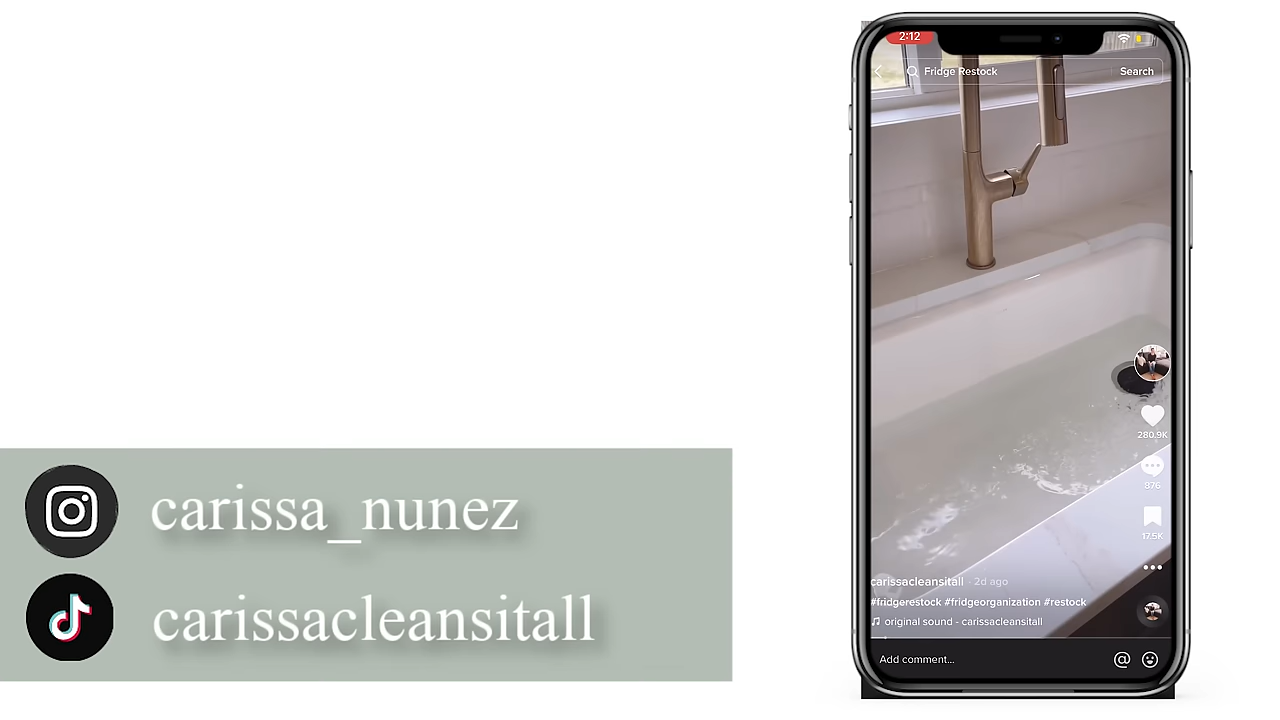 carissa_nunez
carissacleansitall
2:12
Fridge Restock Search
280.9K
876
17.5K
carissacleansitall · 2d ago
#fridgerestock #fridgeorganization #restock
original sound - carissacleansitall
Add comment...